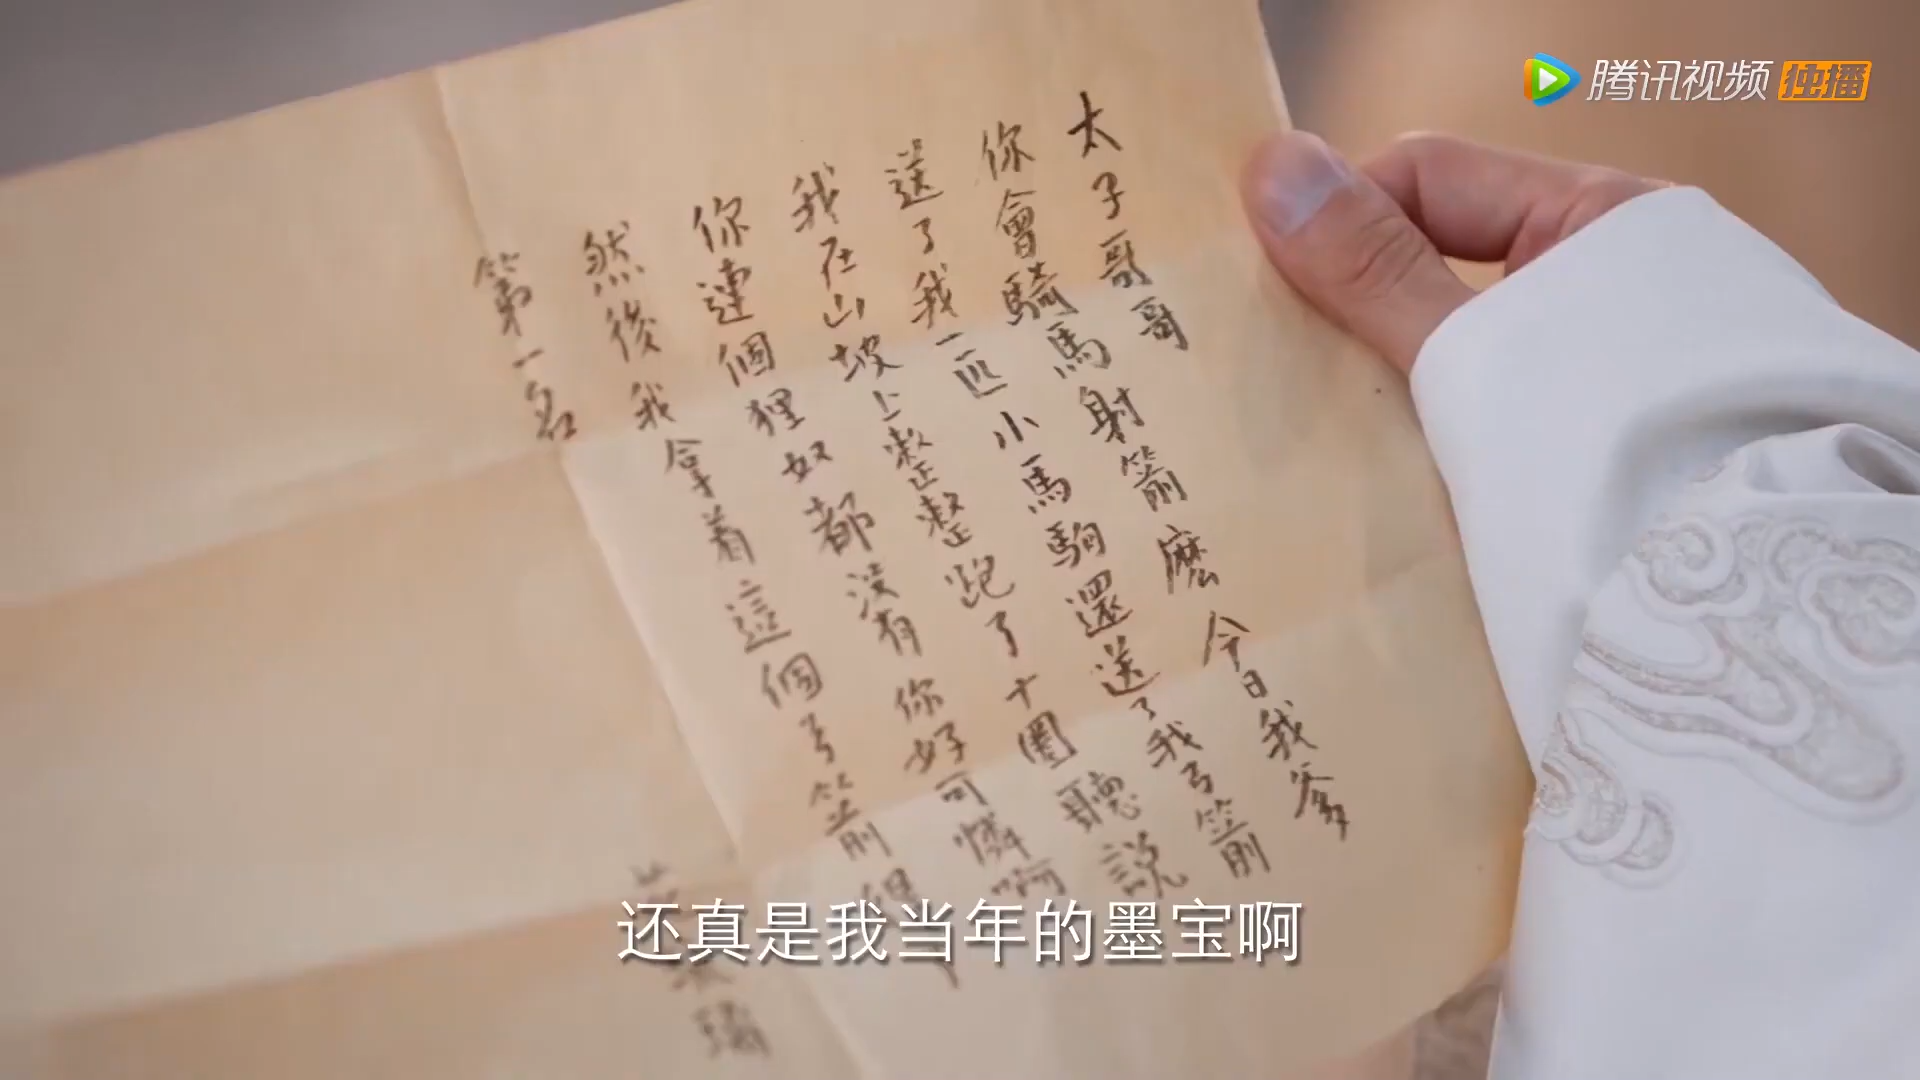 腾讯视频 独播
太子哥哥
你會騎馬射箭麽 今日我爹
送了我一匹小馬駒還送了我弓箭
我在山坡上整整跑了十圈 聽說
你連個狸奴都沒有 你好可憐啊
然後我拿着這個弓箭
第一名
还真是我当年的墨宝啊